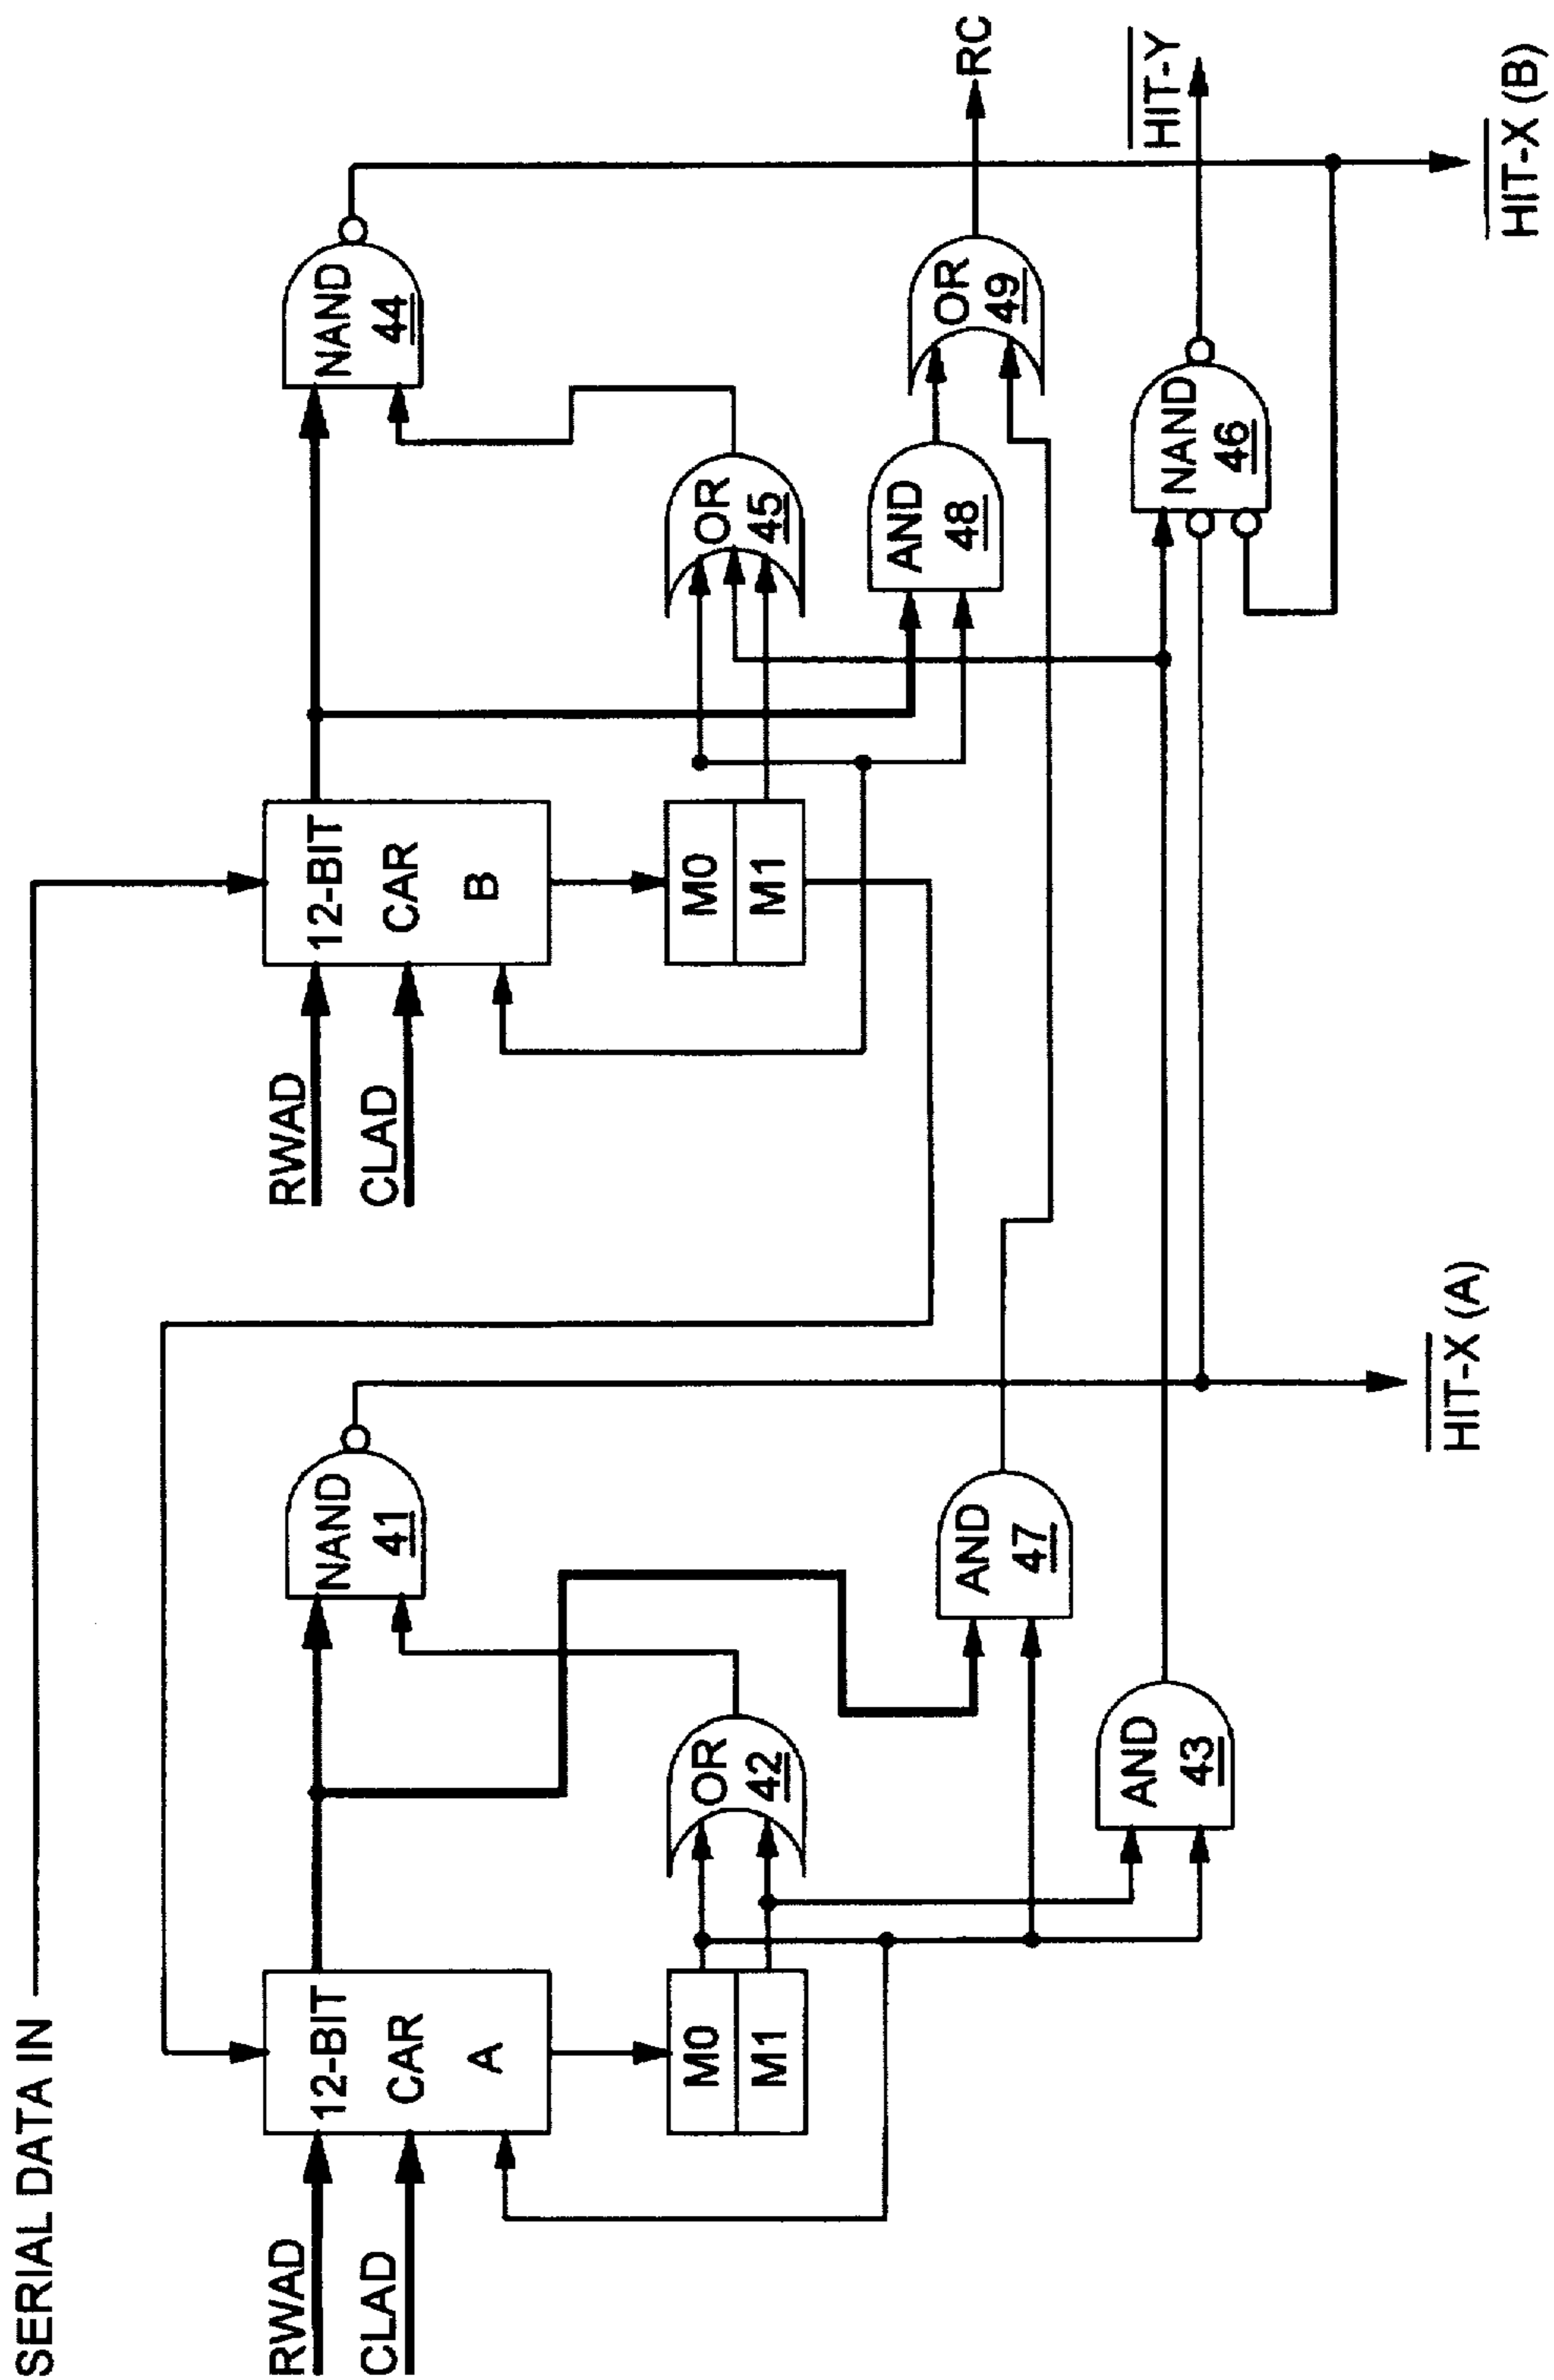 SERIAL DATA IN
RWAD
CLAD
12-BIT
CAR
A
M0
M1
NAND
41
OR
42
AND
47
AND
43
HIT-X (A)
RWAD
CLAD
12-BIT
CAR
B
M0
M1
NAND
44
OR
45
AND
48
OR
49
NAND
46
RC
HIT-Y
HIT-X (B)